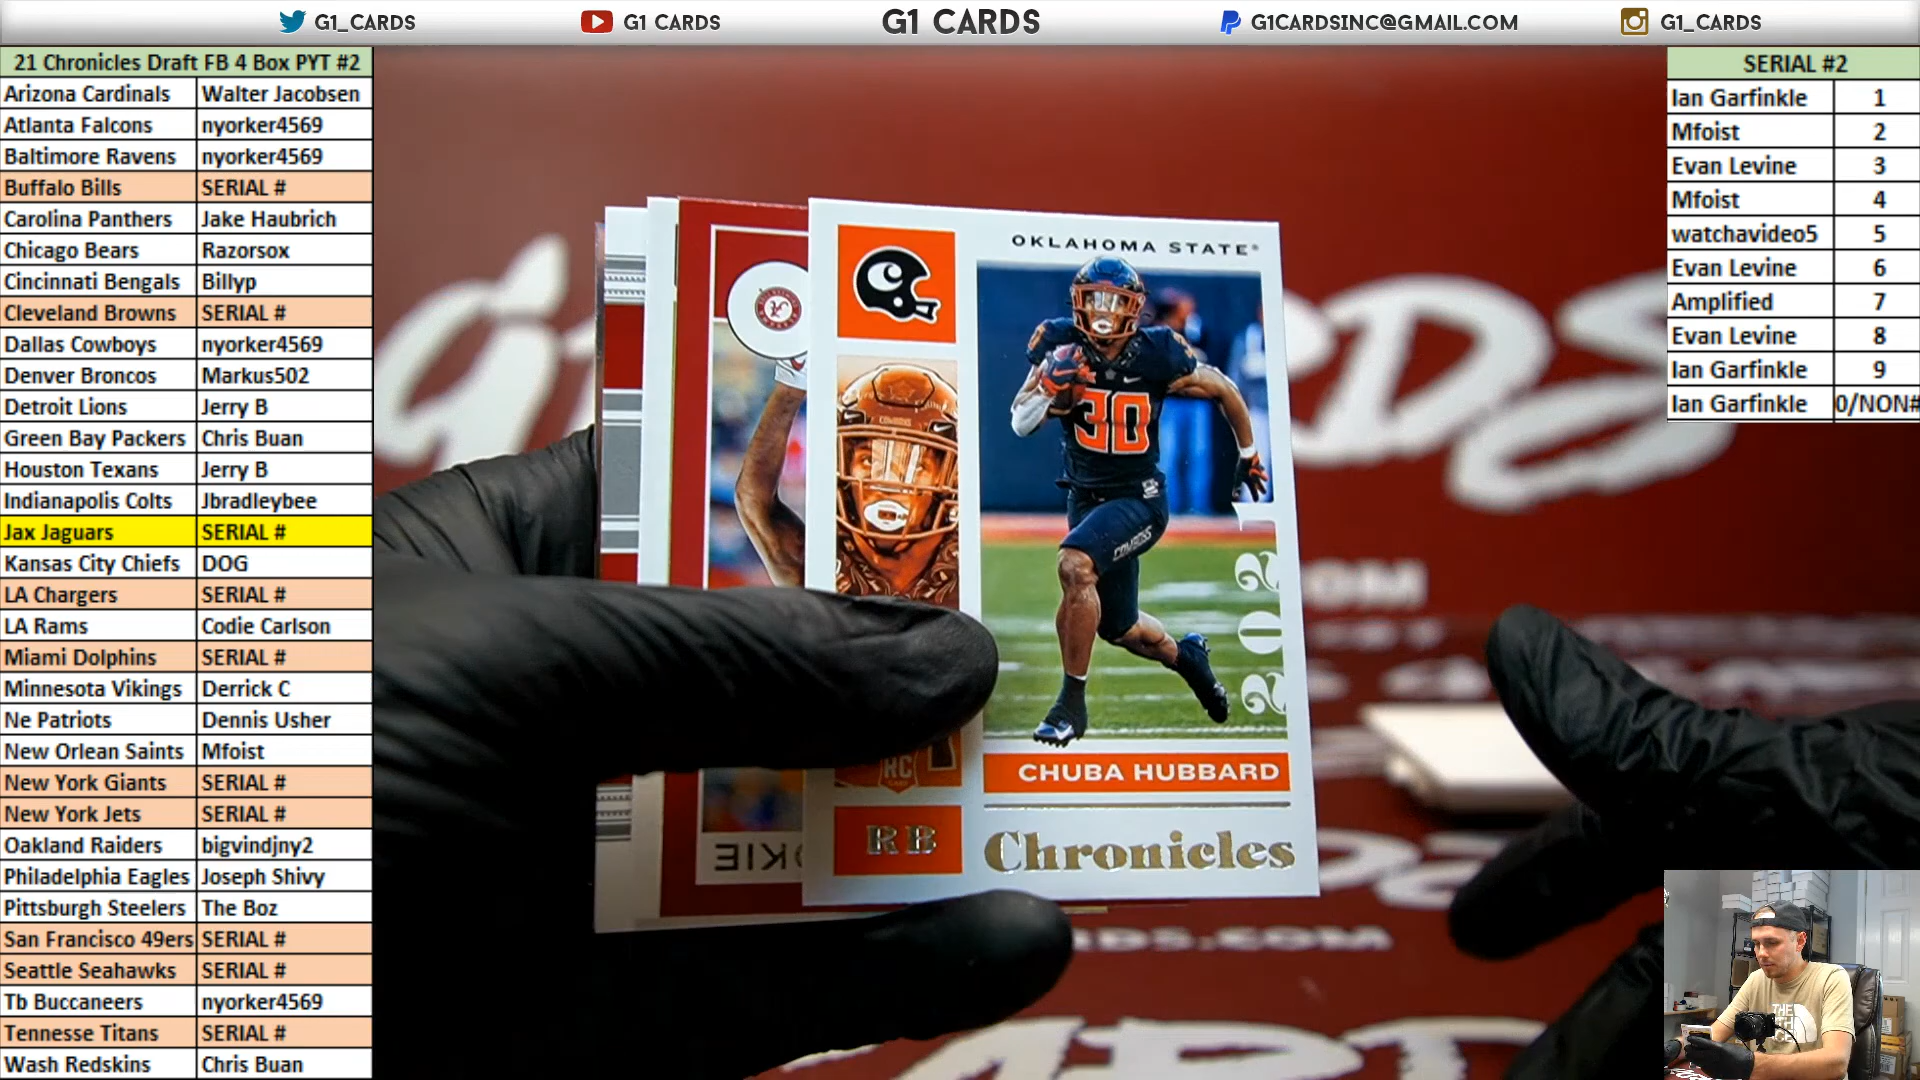 G1_CARDS
G1 CARDS
G1 CARDS
G1CARDSINC@GMAIL.COM
G1_CARDS
21 Chronicles Draft FB 4 Box PYT #2
Arizona Cardinals Walter Jacobsen
Atlanta Falcons nyorker4569
Baltimore Ravens nyorker4569
Buffalo Bills SERIAL #
Carolina Panthers Jake Haubrich
Chicago Bears Razorsox
Cincinnati Bengals Billyp
Cleveland Browns SERIAL #
Dallas Cowboys nyorker4569
Denver Broncos Markus502
Detroit Lions Jerry B
Green Bay Packers Chris Buan
Houston Texans Jerry B
Indianapolis Colts Jbradleybee
Jax Jaguars SERIAL #
Kansas City Chiefs DOG
LA Chargers SERIAL #
LA Rams Codie Carlson
Miami Dolphins SERIAL #
Minnesota Vikings Derrick C
Ne Patriots Dennis Usher
New Orlean Saints Mfoist
New York Giants SERIAL #
New York Jets SERIAL #
Oakland Raiders bigvindjny2
Philadelphia Eagles Joseph Shivy
Pittsburgh Steelers The Boz
San Francisco 49ers SERIAL #
Seattle Seahawks SERIAL #
Tb Buccaneers nyorker4569
Tennesse Titans SERIAL #
Wash Redskins Chris Buan
SERIAL #2
Ian Garfinkle 1
Mfoist 2
Evan Levine 3
Mfoist 4
watchavideo5 5
Evan Levine 6
Amplified 7
Evan Levine 8
Ian Garfinkle 9
Ian Garfinkle 0/NON#
OKLAHOMA STATE
30
2021
CHUBA HUBBARD
RC
RB
Chronicles